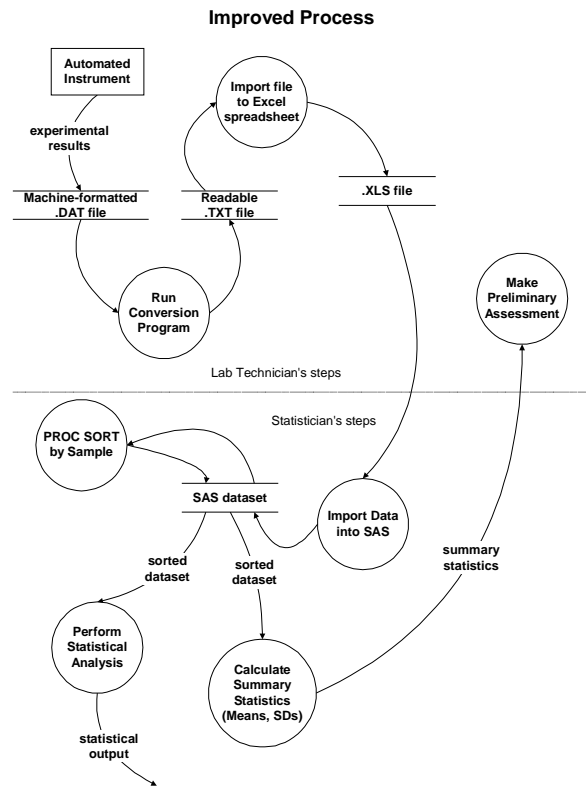 Improved Process
Automated
Instrument
Import file
to Excel
spreadsheet
experimental
results
Machine-formatted
.DAT file
Readable
.TXT file
.XLS file
Run
Conversion
Program
Make
Preliminary
Assessment
Lab Technician's steps
Statistician's steps
PROC SORT
by Sample
SAS dataset
Import Data
into SAS
sorted
dataset
sorted
dataset
summary
statistics
Perform
Statistical
Analysis
Calculate
Summary
Statistics
(Means, SDs)
statistical
output